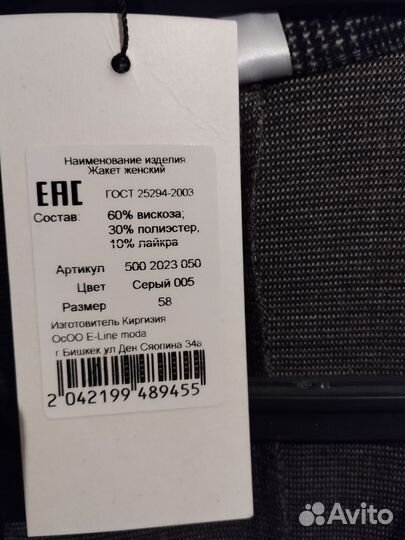 Наименование изделия
Жакет женский
EAC ГОСТ 25294-2003
Состав: 60% вискоза;
30% полиэстер,
10% лайкра
Артикул 500 2023 050
Цвет Серый 005
Размер 58
Изготовитель Киргизия
ОсОО E-Line moda
г Бишкек ул Ден Сяопина 34а
2 042199 489455
Avito